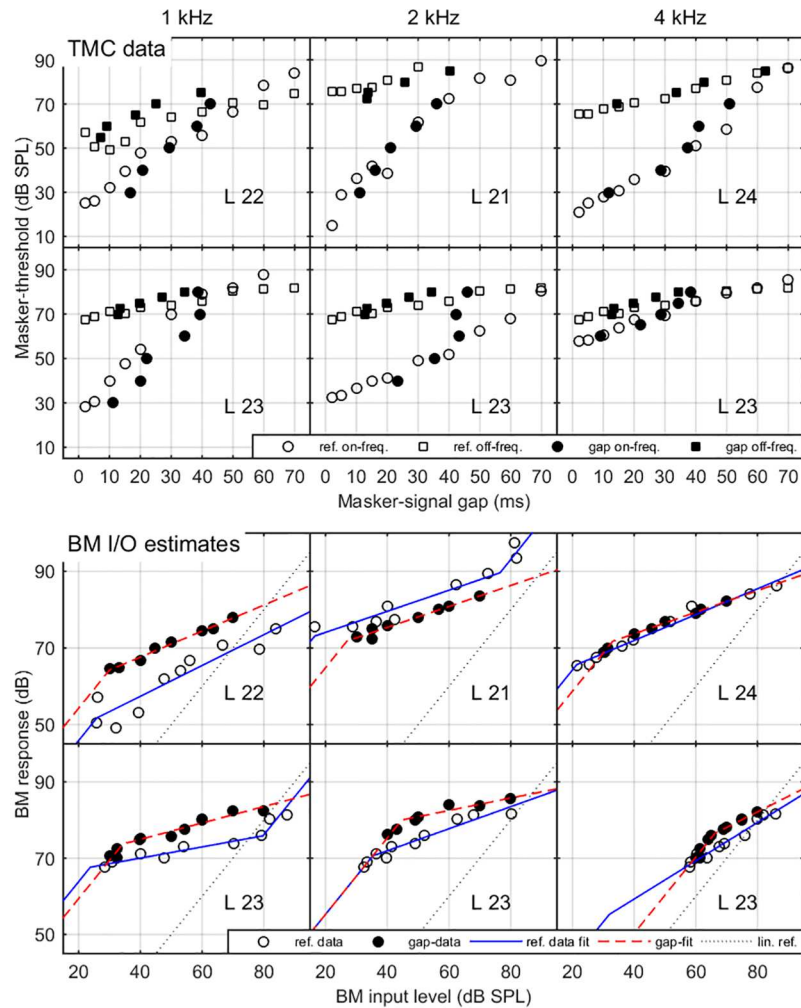 1 kHz 2 kHz 4 kHz
TMC data
90
70
50
30
10
L 22 L 21 L 24
90
70
50
30
10
L 23 L 23 L 23
Masker-threshold (dB SPL)
ref. on-freq. ref. off-freq. gap on-freq. gap off-freq.
0 10 20 30 40 50 60 70 0 10 20 30 40 50 60 70 0 10 20 30 40 50 60 70
Masker-signal gap (ms)
BM I/O estimates
90
70
50
L 22 L 21 L 24
90
70
50
L 23 L 23 L 23
BM response (dB)
ref. data gap-data ref. data fit gap-fit lin. ref.
20 40 60 80 20 40 60 80 20 40 60 80
BM input level (dB SPL)